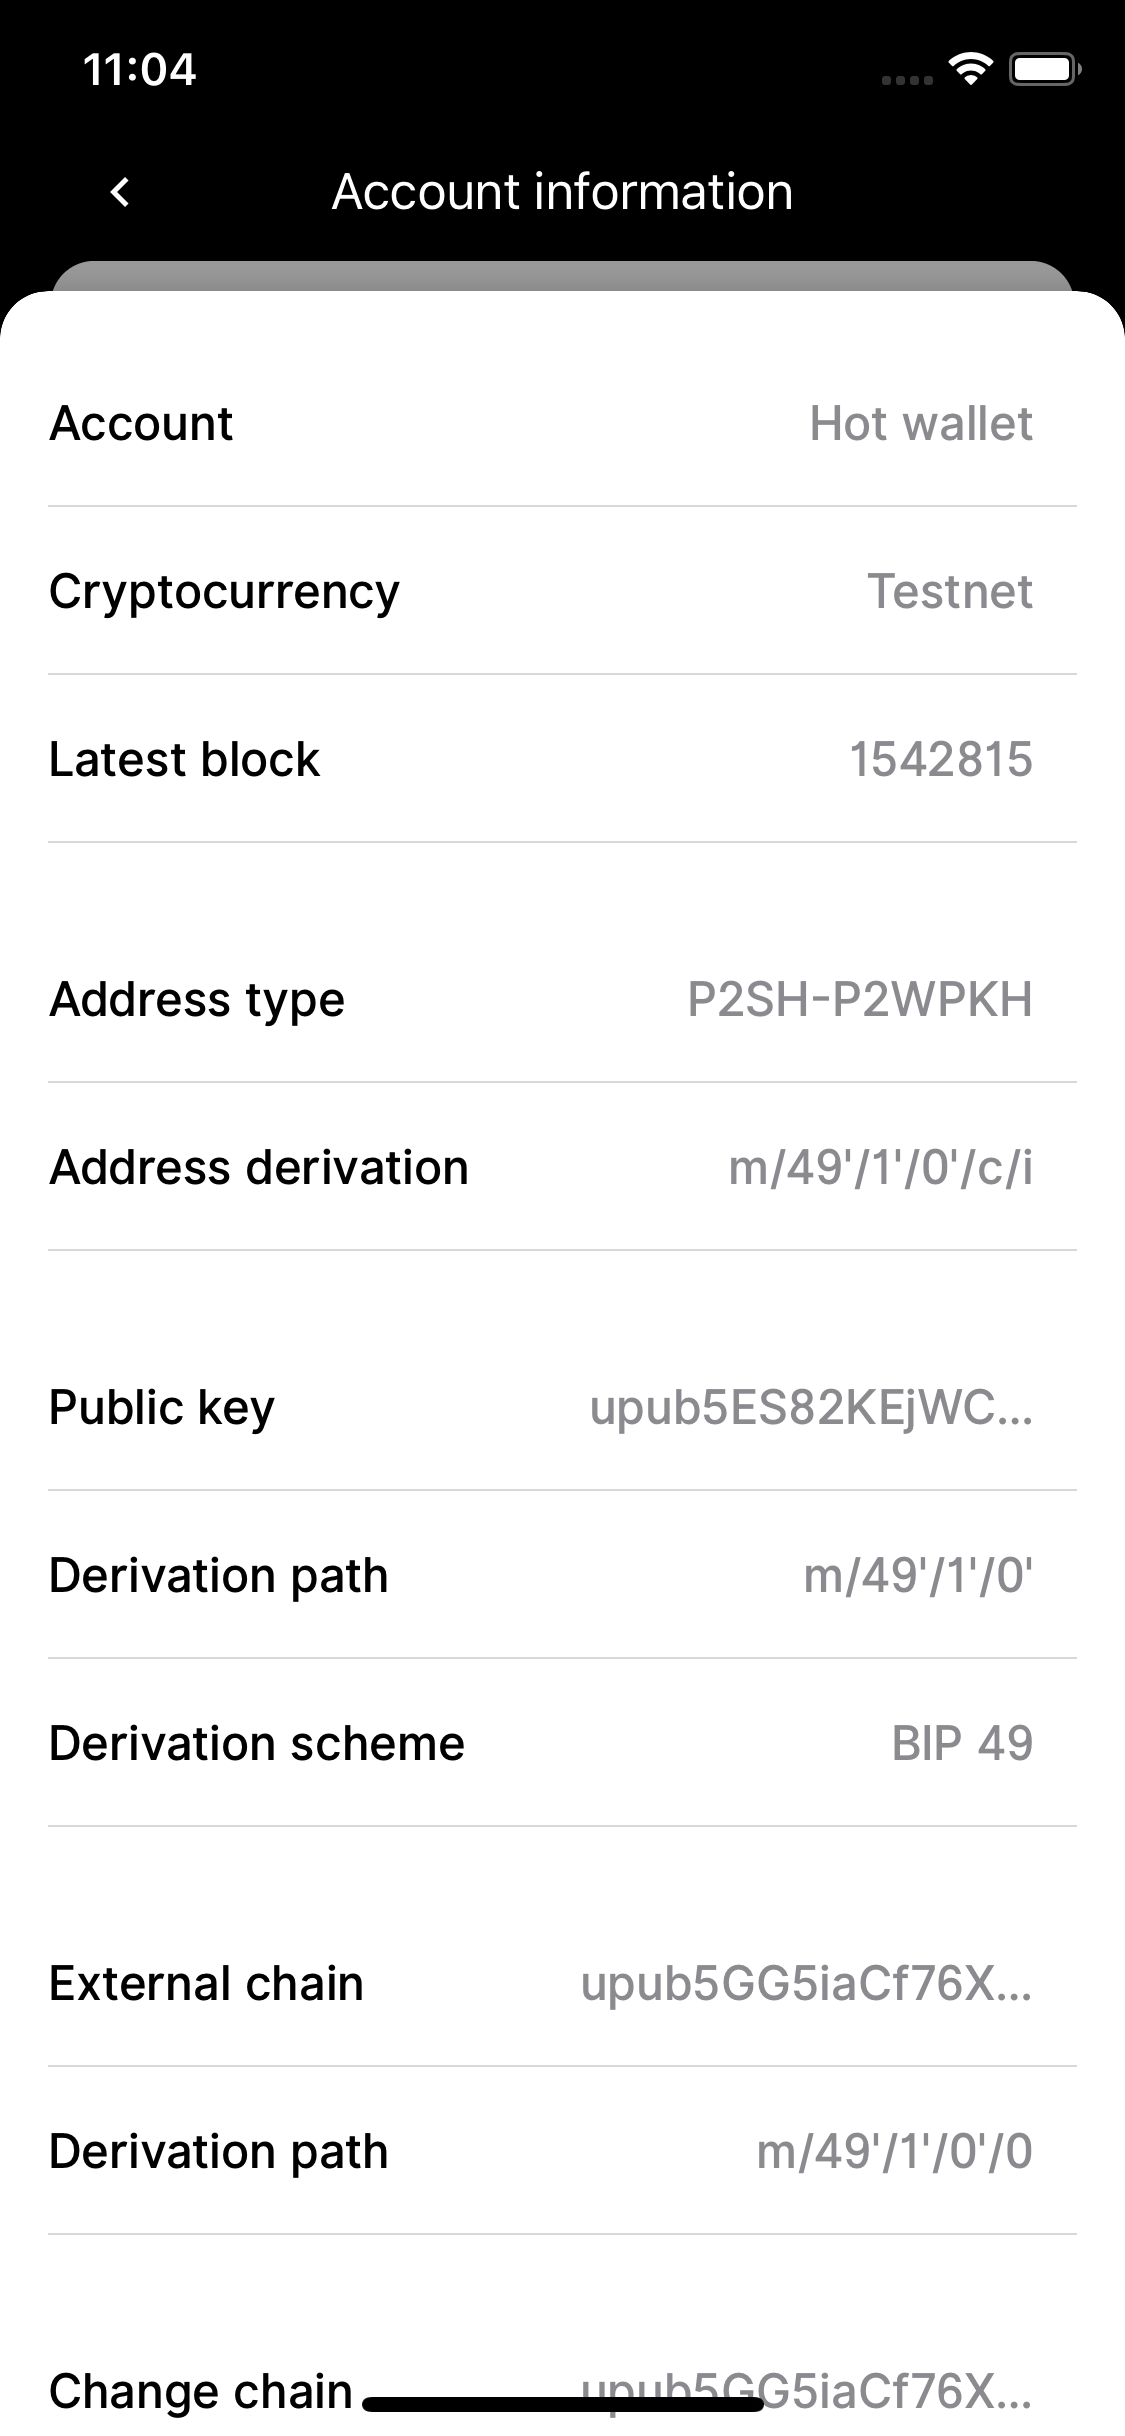 11:04
Account information
Account Hot wallet
Cryptocurrency Testnet
Latest block 1542815
Address type P2SH-P2WPKH
Address derivation m/49'/1'/0'/c/i
Public key upub5ES82KEjWC...
Derivation path m/49'/1'/0'
Derivation scheme BIP 49
External chain upub5GG5iaCf76X...
Derivation path m/49'/1'/0'/0
Change chain upub5GG5iaCf76X...